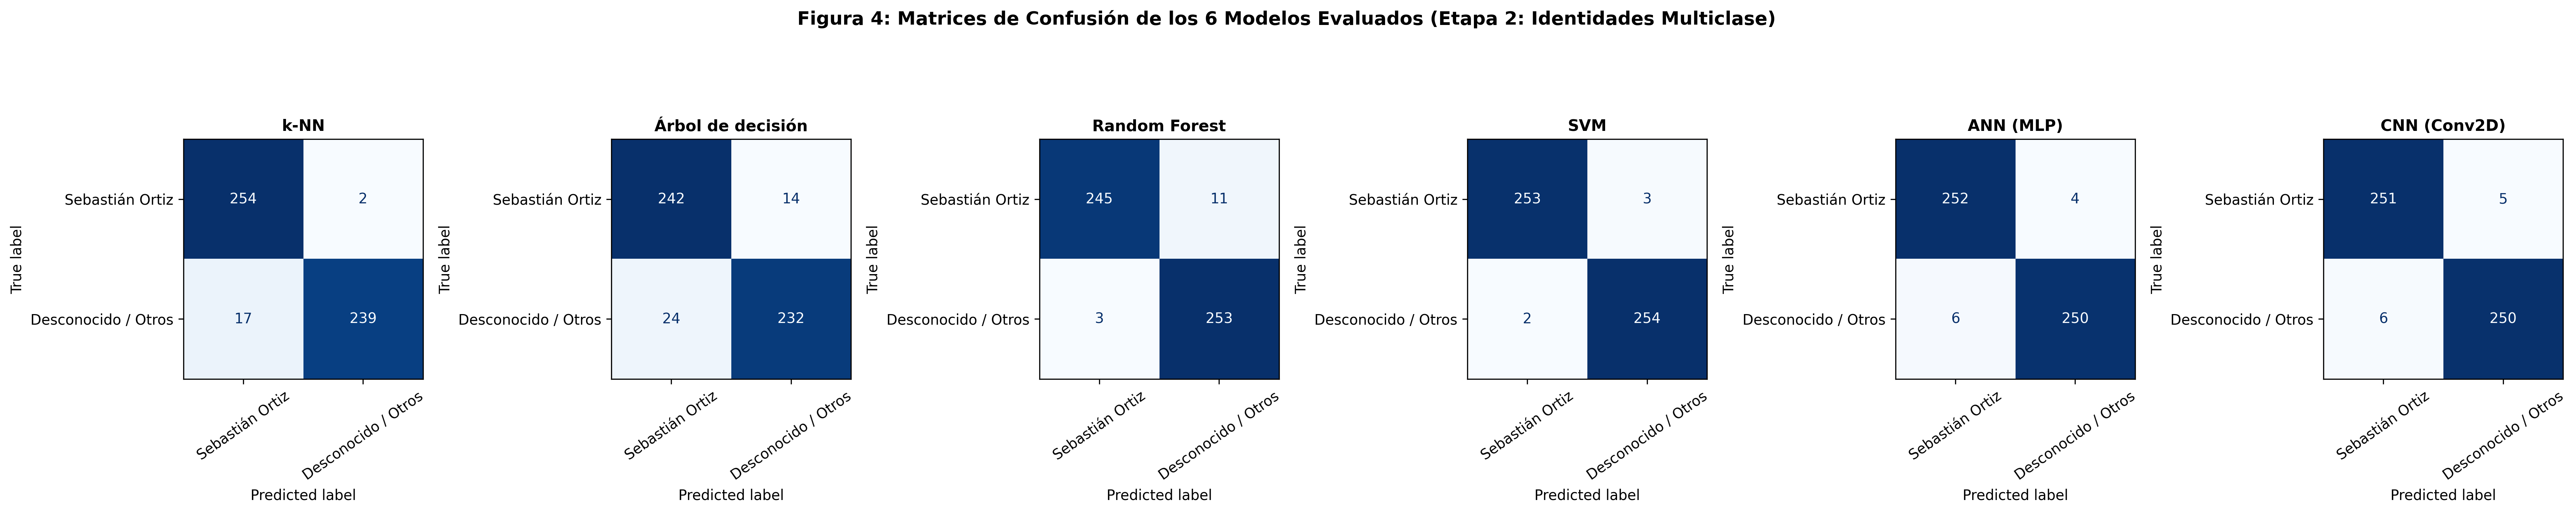 Figura 4: Matrices de Confusión de los 6 Modelos Evaluados (Etapa 2: Identidades Multiclase)
k-NN
True label
Sebastián Ortiz
Desconocido / Otros
254
2
17
239
Sebastián Ortiz
Desconocido / Otros
Predicted label
Árbol de decisión
True label
Sebastián Ortiz
Desconocido / Otros
242
14
24
232
Sebastián Ortiz
Desconocido / Otros
Predicted label
Random Forest
True label
Sebastián Ortiz
Desconocido / Otros
245
11
3
253
Sebastián Ortiz
Desconocido / Otros
Predicted label
SVM
True label
Sebastián Ortiz
Desconocido / Otros
253
3
2
254
Sebastián Ortiz
Desconocido / Otros
Predicted label
ANN (MLP)
True label
Sebastián Ortiz
Desconocido / Otros
252
4
6
250
Sebastián Ortiz
Desconocido / Otros
Predicted label
CNN (Conv2D)
True label
Sebastián Ortiz
Desconocido / Otros
251
5
6
250
Sebastián Ortiz
Desconocido / Otros
Predicted label